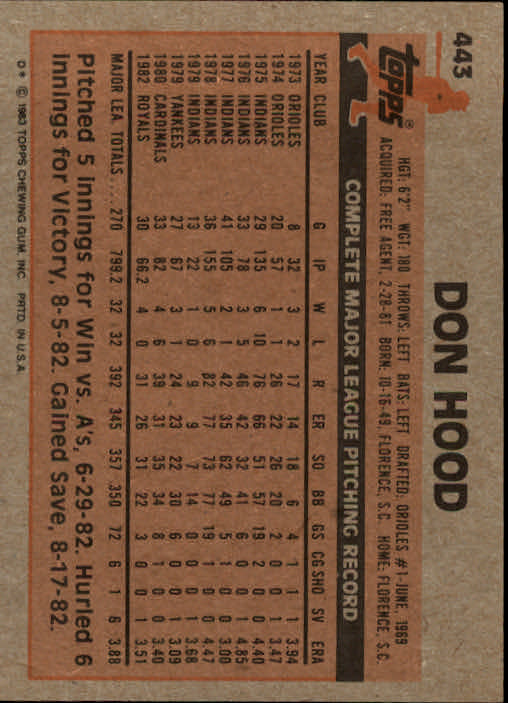 443
DON HOOD
TOPPS®
HGT: 6'2" WGT: 180 THROWS: LEFT BATS: LEFT DRAFTED: ORIOLES #1-JUNE, 1969
ACQUIRED: FREE AGENT, 2-28-81 BORN: 10-16-49, FLORENCE, S.C. HOME: FLORENCE, S.C.
COMPLETE MAJOR LEAGUE PITCHING RECORD
YEAR CLUB G IP W L R ER SO BB GS CG SHO SV ERA
1973 ORIOLES 8 32 3 2 17 14 18 6 4 1 1 1 3.94
1974 ORIOLES 20 57 1 1 26 22 26 20 2 0 0 1 3.47
1975 INDIANS 29 135 6 10 76 66 51 57 19 2 0 0 4.40
1976 INDIANS 33 78 3 5 46 42 32 41 6 0 0 1 4.85
1977 INDIANS 41 105 2 1 42 35 62 49 5 1 0 0 3.00
1978 INDIANS 36 155 5 6 82 77 73 77 19 1 0 0 4.47
1979 INDIANS 13 22 1 0 9 9 7 14 0 0 0 1 3.68
1979 YANKEES 27 67 3 1 24 23 22 30 6 0 0 1 3.09
1980 CARDINALS 33 82 4 6 39 31 35 34 8 1 0 0 3.40
1982 ROYALS 30 66.2 4 0 31 26 31 22 3 0 0 1 3.51
MAJOR LEA. TOTALS .... 270 799.2 32 32 392 345 357 350 72 6 1 6 3.88
Pitched 5 innings for Win vs. A's, 6-29-82. Hurled 6
innings for Victory, 8-5-82. Gained Save, 8-17-82.
D* © 1983 TOPPS CHEWING GUM, INC. PRTD. IN U.S.A.